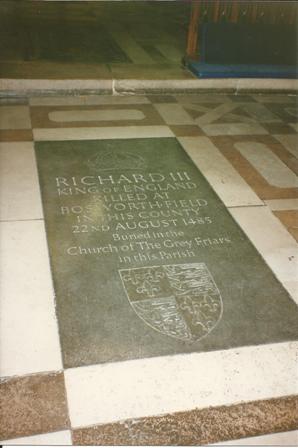 RICHARD III
KING OF ENGLAND
KILLED AT
BOSWORTH FIELD
IN THIS COUNTY
22ND AUGUST 1485
Buried in the
Church of The Grey Friars
in this Parish